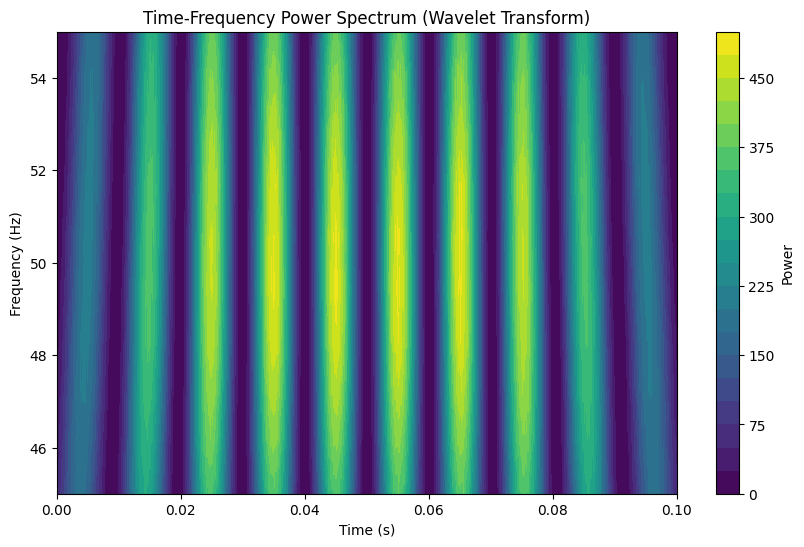 Time-Frequency Power Spectrum (Wavelet Transform)
54
52
50
48
46
Frequency (Hz)
0.00 0.02 0.04 0.06 0.08 0.10
Time (s)
450
375
300
225
150
75
0
Power